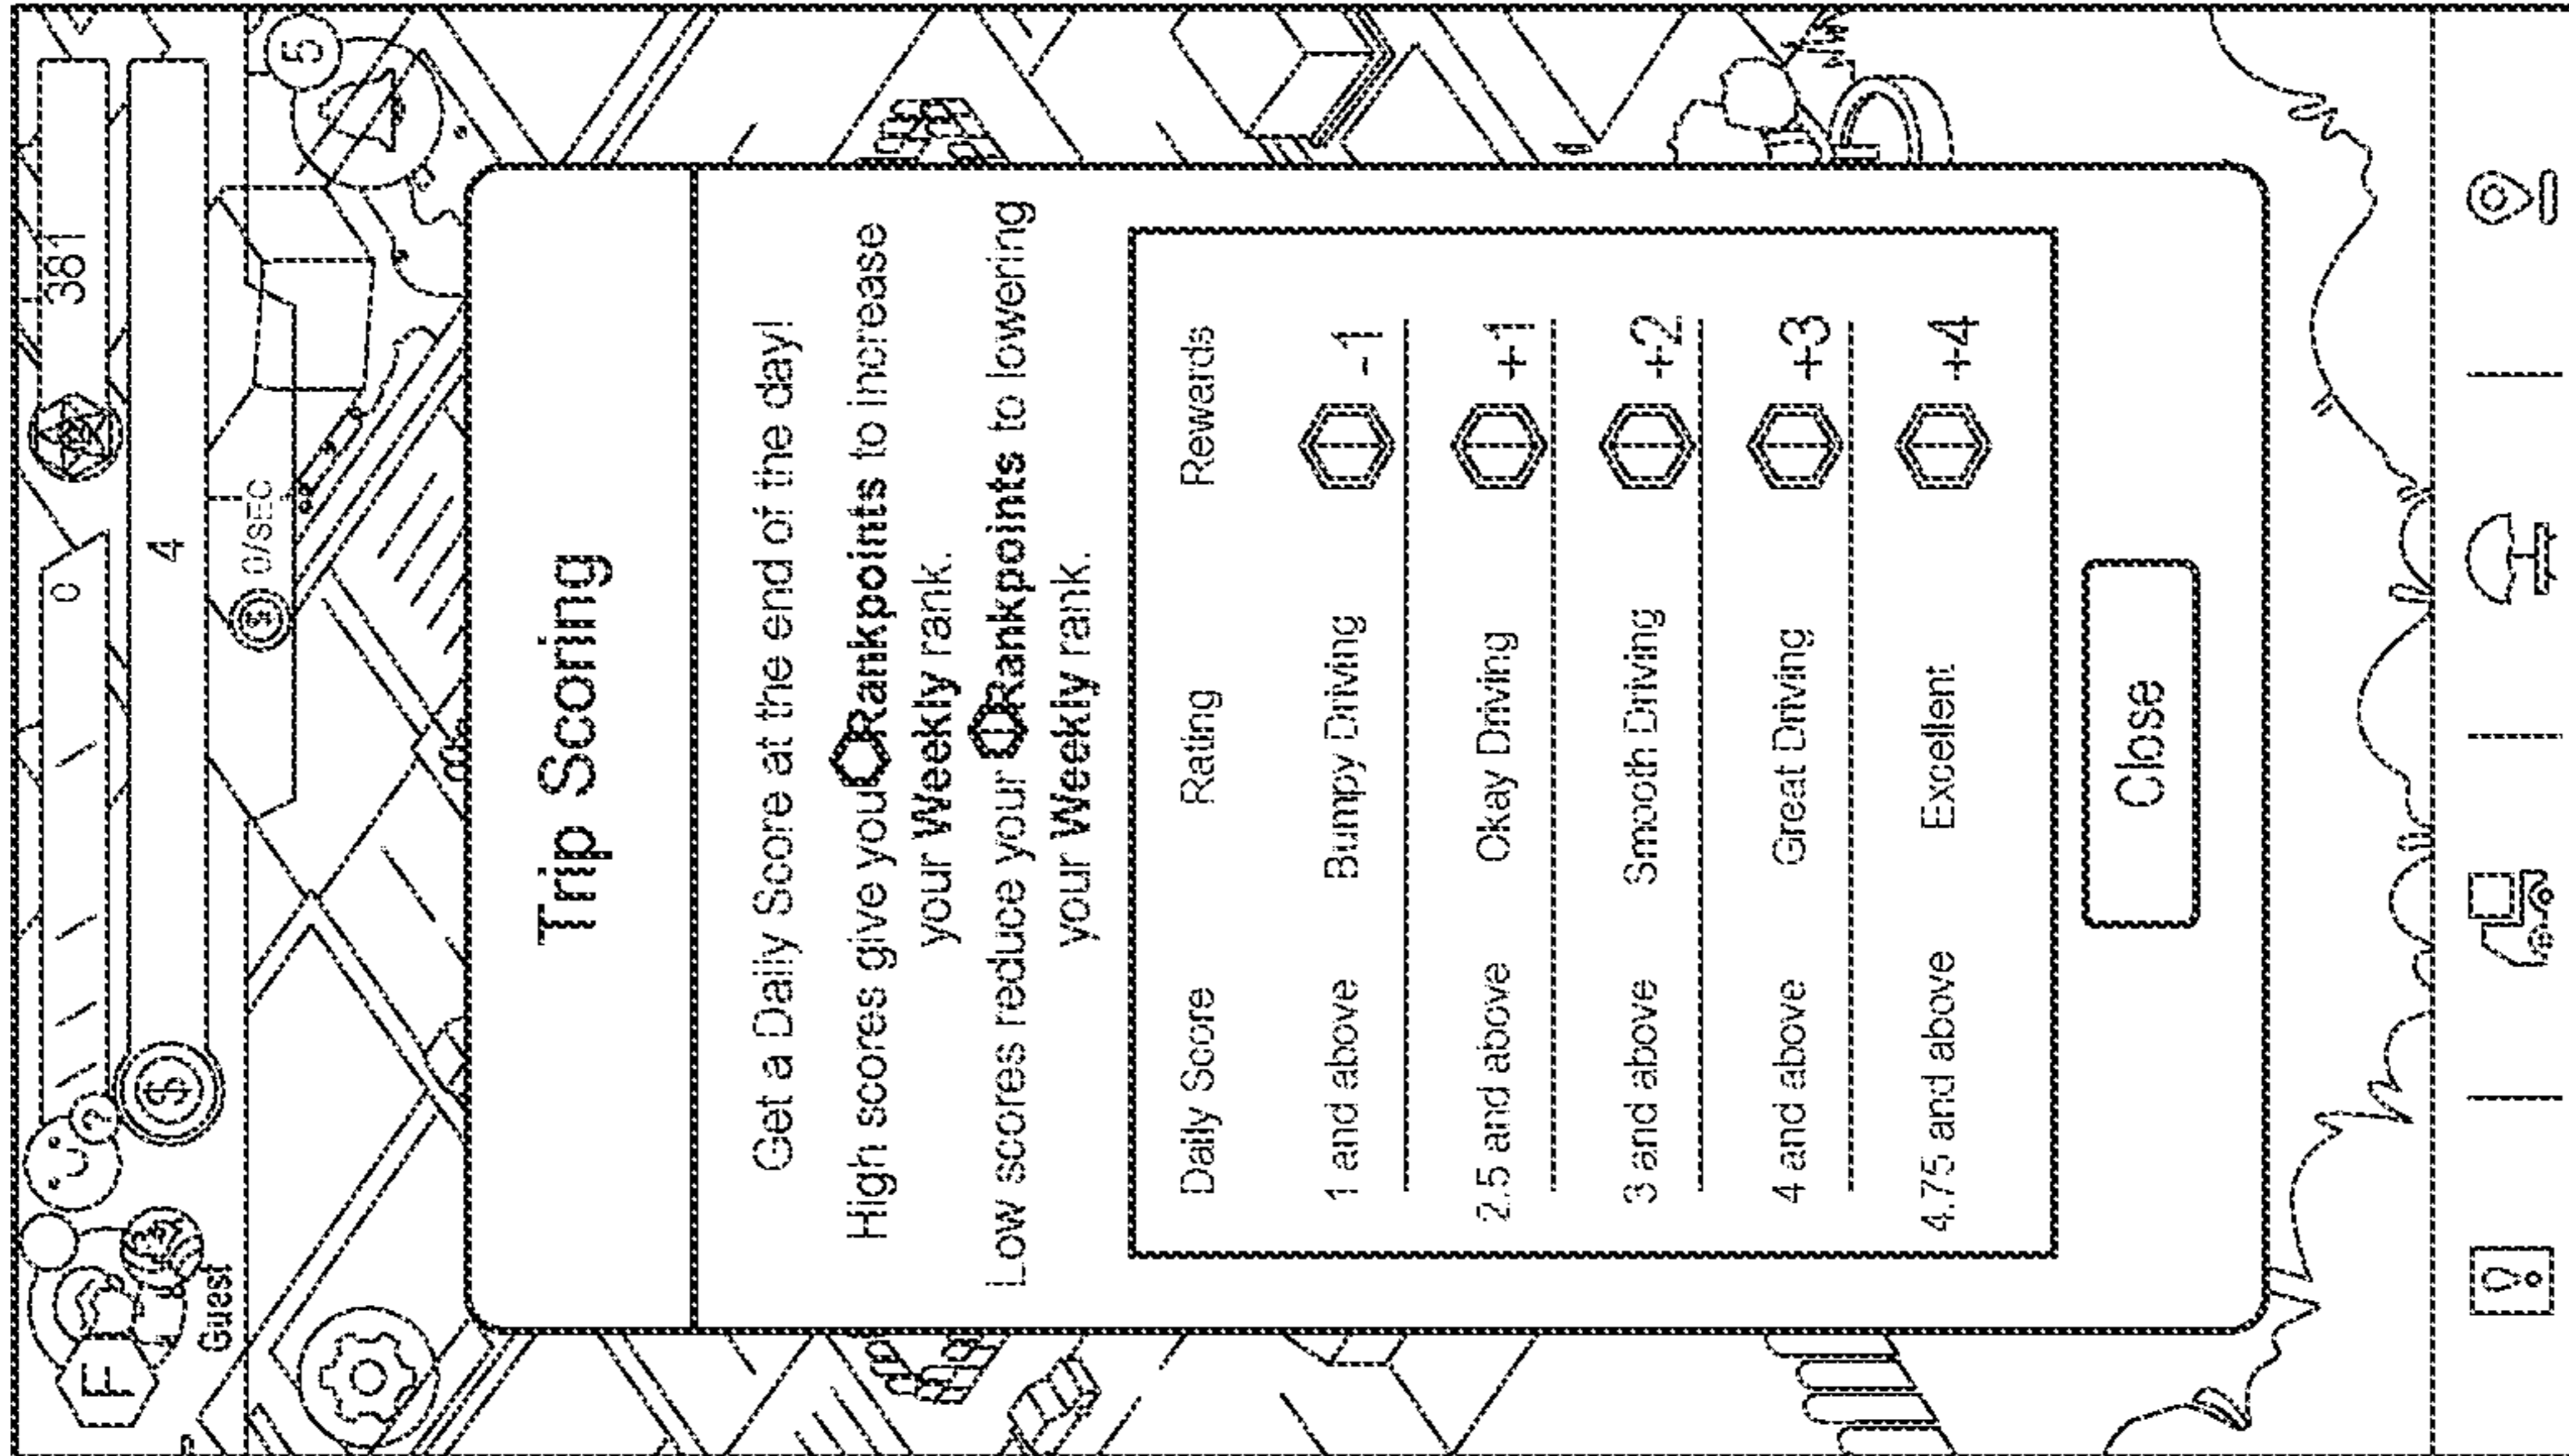 F
Guest
0
381
4
$
?
$ 0/SEC
5
Trip Scoring
Get a Daily Score at the end of the day!
High scores give you Rankpoints to increase
your Weekly rank.
Low scores reduce your Rankpoints to lowering
your Weekly rank.
Daily Score Rating Rewards
1 and above Bumpy Driving -1
2.5 and above Okay Driving +1
3 and above Smooth Driving +2
4 and above Great Driving +3
4.75 and above Excellent +4
Close